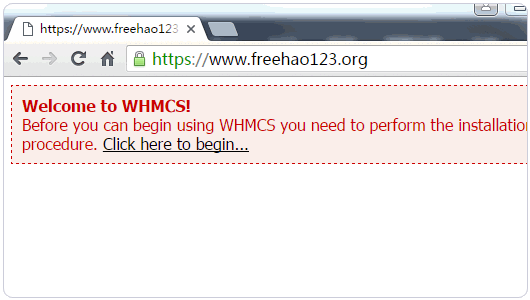 https://www.freehao123
https://www.freehao123.org
Welcome to WHMCS!
Before you can begin using WHMCS you need to perform the installation
procedure. Click here to begin...